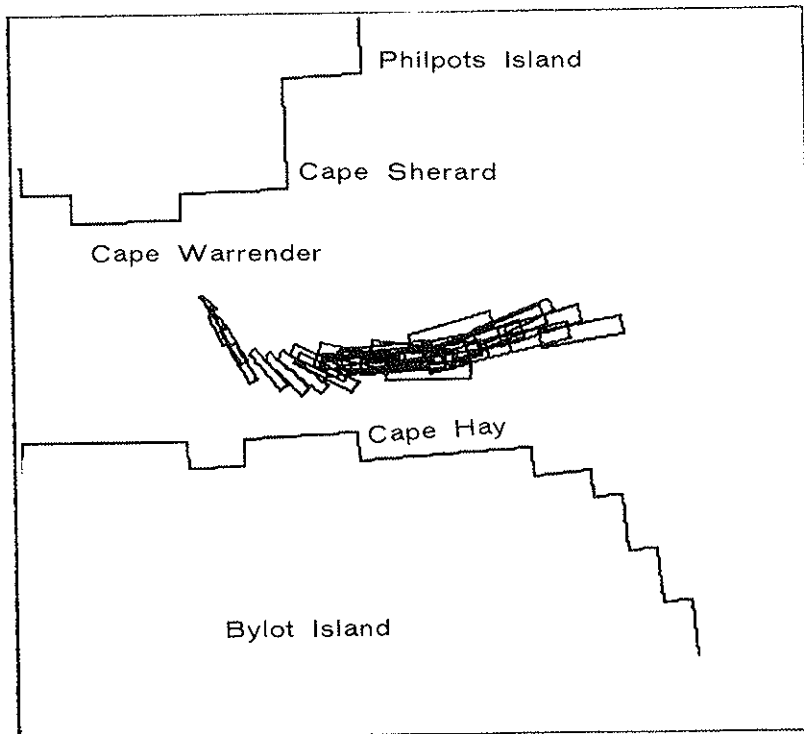 Philpots Island
Cape Sherard
Cape Warrender
Cape Hay
Bylot Island